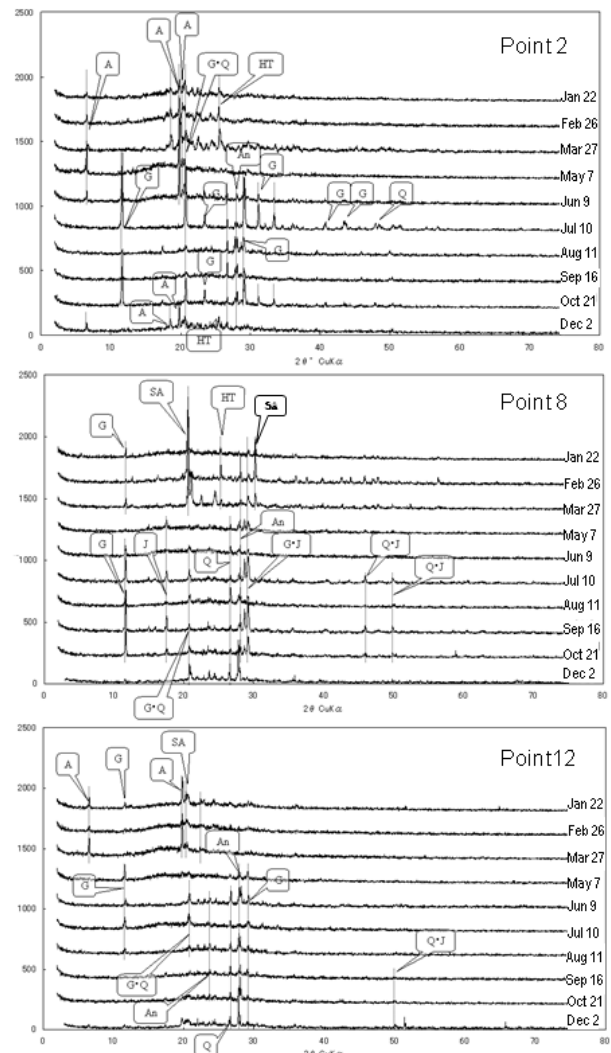 Point 2
2500
2000
1500
1000
500
0
A
A
A
G•Q
HT
An
G
G
G
G
G
Q
G
G
A
A
HT
Jan 22
Feb 26
Mar 27
May 7
Jun 9
Jul 10
Aug 11
Sep 16
Oct 21
Dec 2
0 10 20 30 40 50 60 70 80
2θ° CuKα
Point 8
2500
2000
1500
1000
500
0
SA
HT
SA
G
An
G
J
Q
G•J
Q•J
Q•J
G•Q
Jan 22
Feb 26
Mar 27
May 7
Jun 9
Jul 10
Aug 11
Sep 16
Oct 21
Dec 2
0 10 20 30 40 50 60 70 80
2θ CuKα
Point12
2500
2000
1500
1000
500
0
A
G
A
SA
An
G
G
G•Q
An
Q•J
Q
Jan 22
Feb 26
Mar 27
May 7
Jun 9
Jul 10
Aug 11
Sep 16
Oct 21
Dec 2
0 10 20 30 40 50 60 70 80